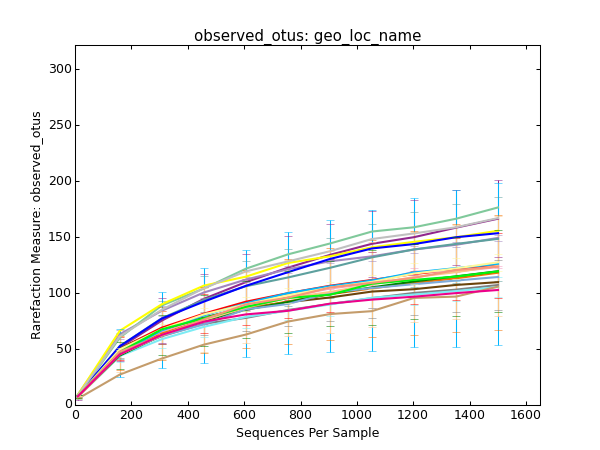 observed_otus: geo_loc_name
Rarefaction Measure: observed_otus
300
250
200
150
100
50
0
0 200 400 600 800 1000 1200 1400 1600
Sequences Per Sample